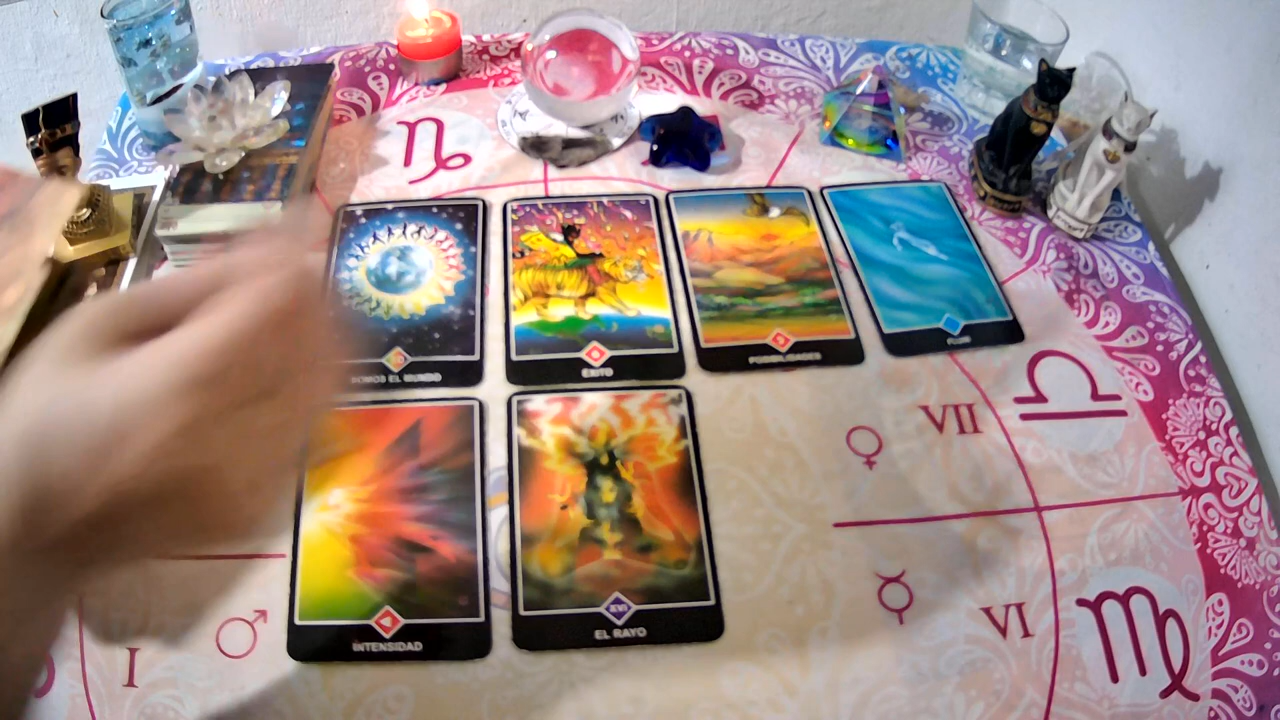 SOMOS EL MUNDO
EXITO
POSIBILIDADES
FLUIR
INTENSIDAD
XVI
EL RAYO
VII
VI
I